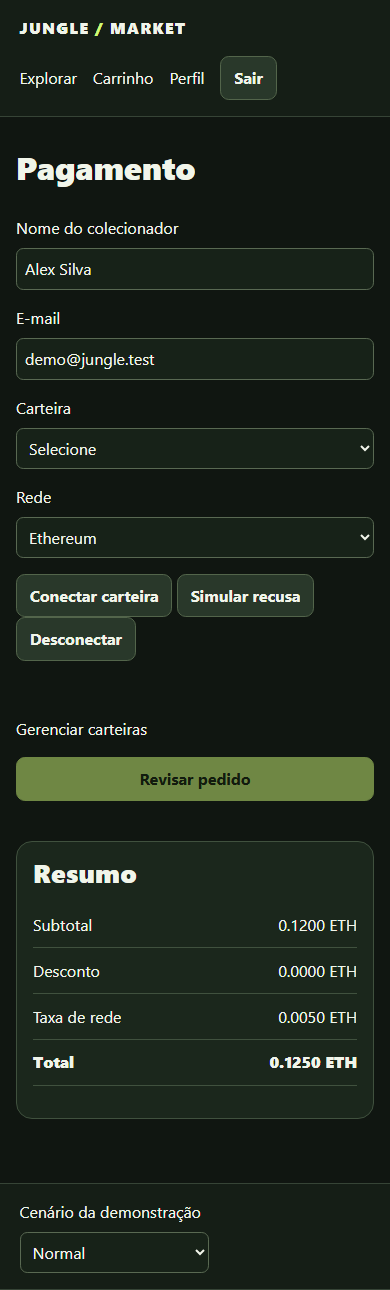 JUNGLE / MARKET
Explorar Carrinho Perfil Sair
Pagamento
Nome do colecionador
Alex Silva
E-mail
demo@jungle.test
Carteira
Selecione
Rede
Ethereum
Conectar carteira Simular recusa
Desconectar
Gerenciar carteiras
Revisar pedido
Resumo
Subtotal 0.1200 ETH
Desconto 0.0000 ETH
Taxa de rede 0.0050 ETH
Total 0.1250 ETH
Cenário da demonstração
Normal